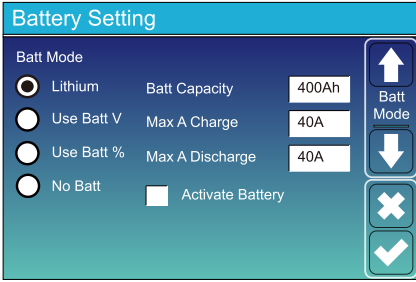 Battery Setting
Batt Mode
Lithium
Batt Capacity
400Ah
Use Batt V
Max A Charge
40A
Use Batt %
Max A Discharge
40A
No Batt
Activate Battery
Batt
Mode